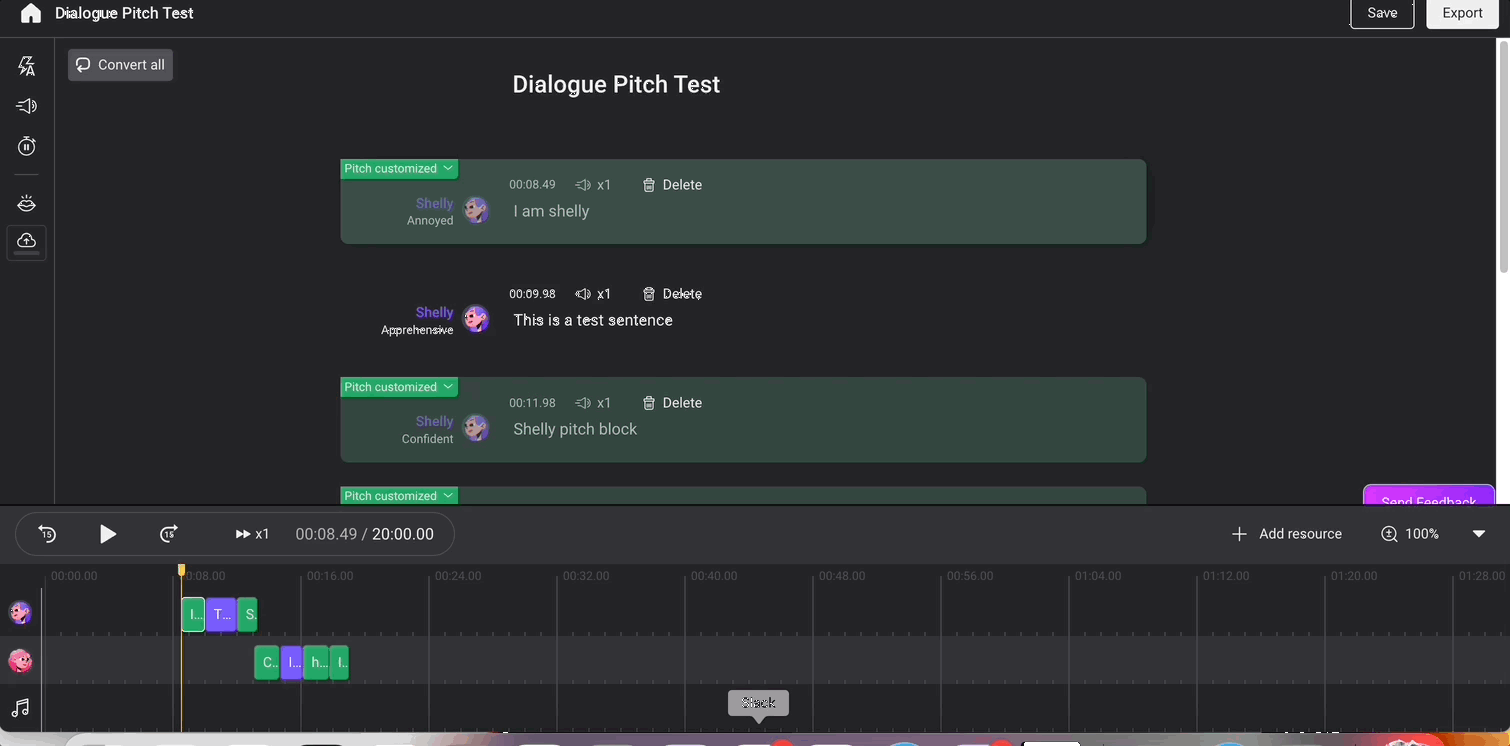 Dialogue Pitch Test
Save
Export
Convert all
Dialogue Pitch Test
Pitch customized
00:08.49 x1 Delete
Shelly
Annoyed
I am shelly
00:09.98 x1 Delete
Shelly
Apprehensive
This is a test sentence
Pitch customized
00:11.98 x1 Delete
Shelly
Confident
Shelly pitch block
Pitch customized
Send Feedback
15
15
x1
00:08.49 / 20:00.00
Add resource
100%
00:00.00 00:08.00 00:16.00 00:24.00 00:32.00 00:40.00 00:48.00 00:56.00 01:04.00 01:12.00 01:20.00 01:28.00
I... T... S.
C.. I... h... I..
Slack